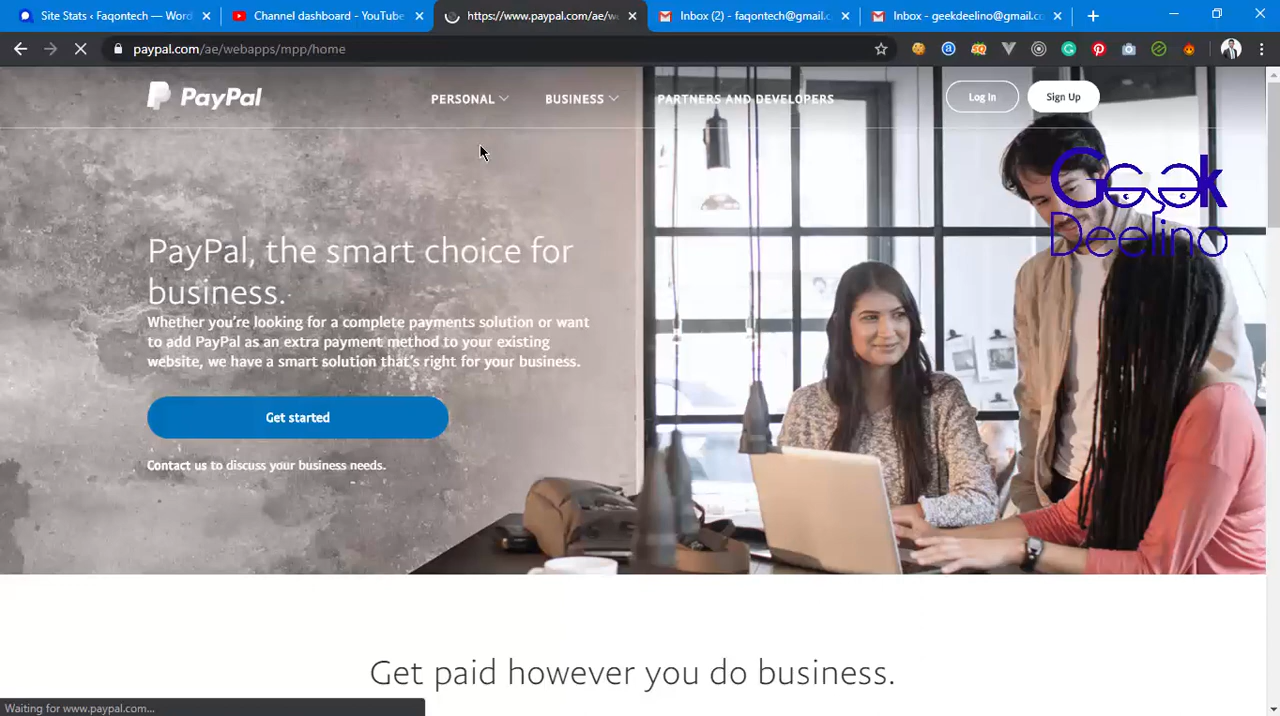 Site Stats ‹ Faqontech — Word
Channel dashboard - YouTube
https://www.paypal.com/ae/we
Inbox (2) - faqontech@gmail.c
Inbox - geekdeelino@gmail.co
paypal.com/ae/webapps/mpp/home
PayPal
PERSONAL
BUSINESS
PARTNERS AND DEVELOPERS
Log In
Sign Up
Geek
Deelino
PayPal, the smart choice for
business.
Whether you're looking for a complete payments solution or want
to add PayPal as an extra payment method to your existing
website, we have a smart solution that's right for your business.
Get started
Contact us to discuss your business needs.
Get paid however you do business.
Waiting for www.paypal.com...